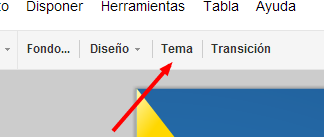 Disponer Herramientas Tabla Ayuda
Fondo... Diseño Tema Transición